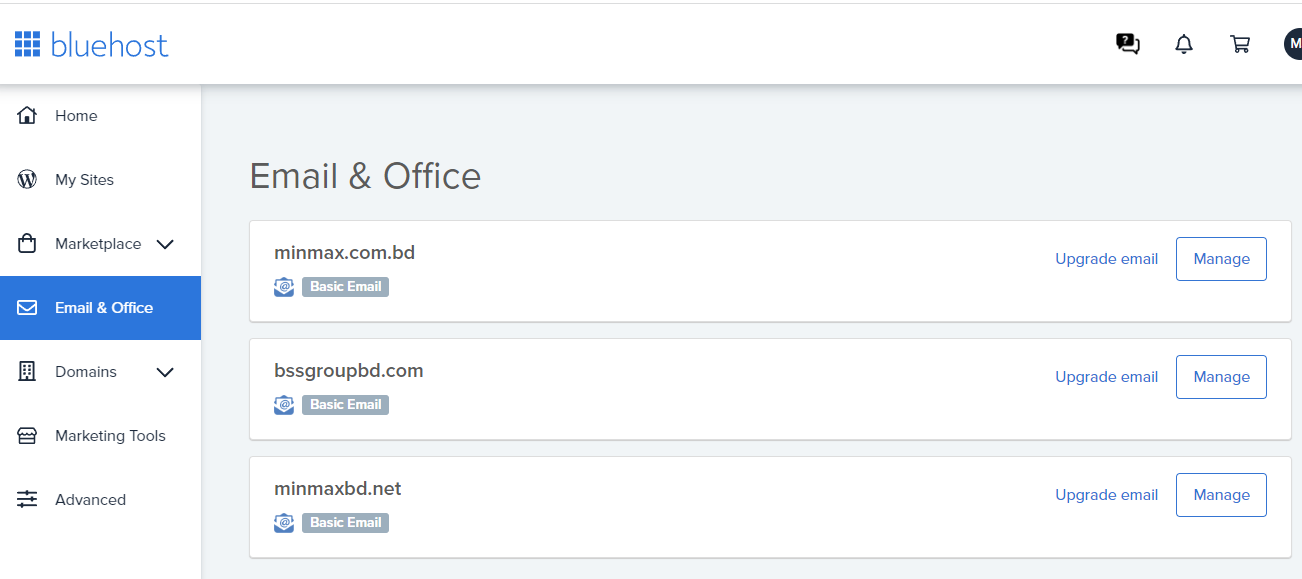 bluehost
?
M
Home
My Sites
Marketplace
Email & Office
Domains
Marketing Tools
Advanced
Email & Office
minmax.com.bd
@ Basic Email
Upgrade email Manage
bssgroupbd.com
@ Basic Email
Upgrade email Manage
minmaxbd.net
@ Basic Email
Upgrade email Manage